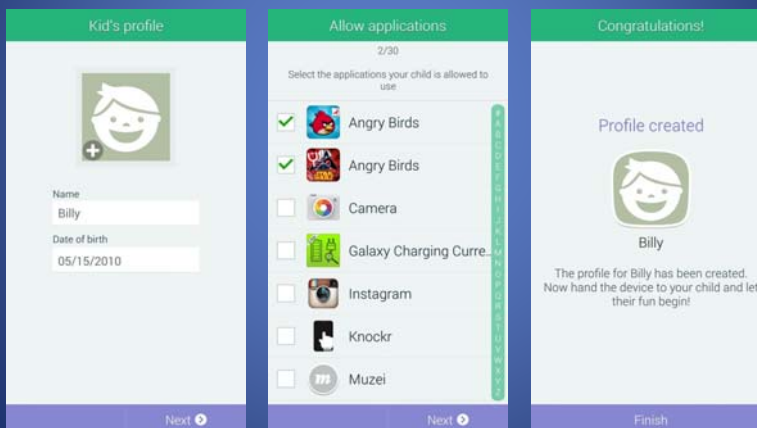 Kid's profile
Name
Billy
Date of birth
05/15/2010
Next
Allow applications
2/30
Select the applications your child is allowed to
use
Angry Birds
Angry Birds
Camera
Galaxy Charging Curre..
Instagram
Knockr
m
Muzei
#
A
B
C
D
E
F
G
H
I
J
K
L
M
N
O
P
Q
R
S
T
U
V
W
X
Y
Z
Next
Congratulations!
Profile created
Billy
The profile for Billy has been created.
Now hand the device to your child and let
their fun begin!
Finish